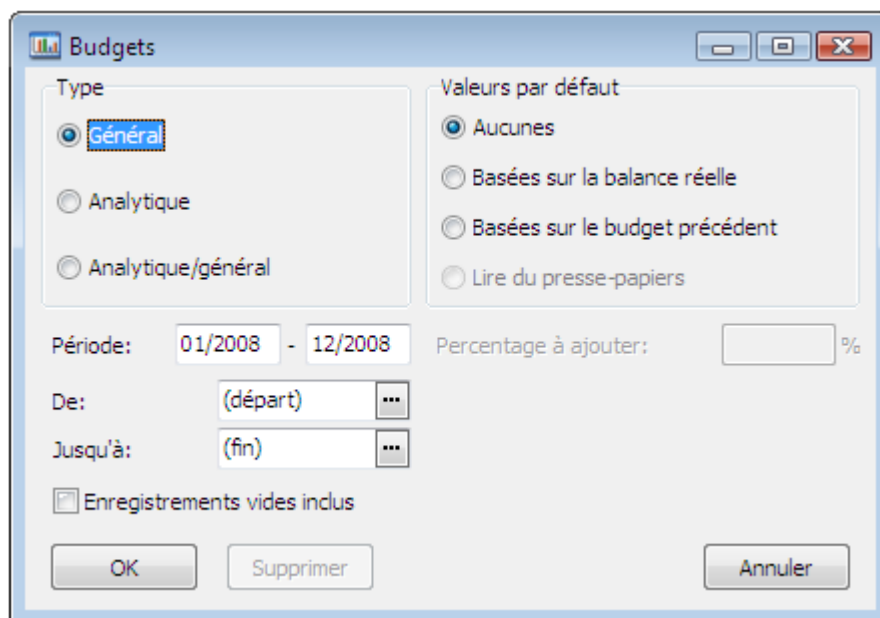 Budgets
Type
Général
Analytique
Analytique/général
Valeurs par défaut
Aucunes
Basées sur la balance réelle
Basées sur le budget précédent
Lire du presse-papiers
Période: 01/2008 - 12/2008
Percentage à ajouter: %
De: (départ) ...
Jusqu'à: (fin) ...
Enregistrements vides inclus
OK Supprimer Annuler